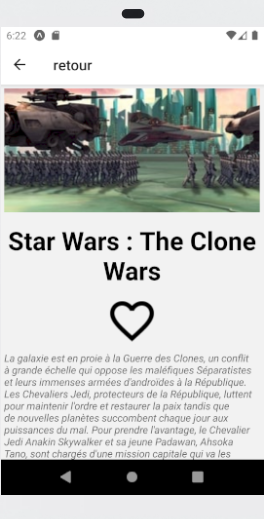 6:22
retour
Star Wars : The Clone
Wars
La galaxie est en proie à la Guerre des Clones, un conflit
à grande échelle qui oppose les maléfiques Séparatistes
et leurs immenses armées d'androïdes à la République.
Les Chevaliers Jedi, protecteurs de la République, luttent
pour maintenir l'ordre et restaurer la paix tandis que
de nouvelles planètes succombent chaque jour aux
puissances du mal. Pour prendre l'avantage, le Chevalier
Jedi Anakin Skywalker et sa jeune Padawan, Ahsoka
Tano, sont chargés d'une mission capitale qui va les